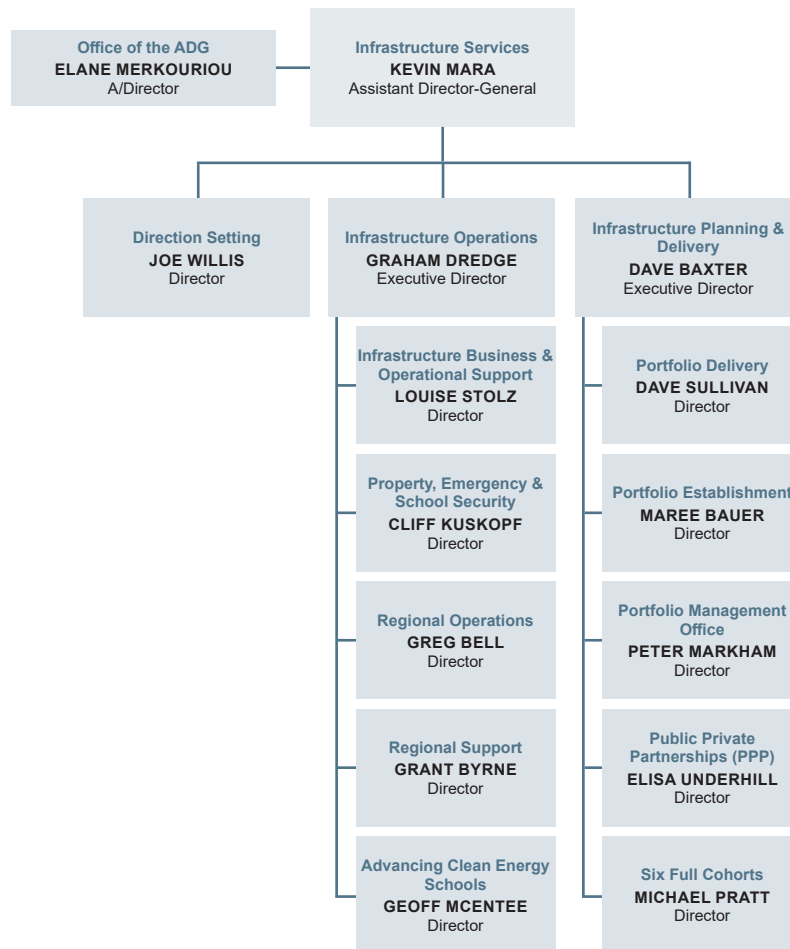 Office of the ADG
ELANE MERKOURIOU
A/Director
Infrastructure Services
KEVIN MARA
Assistant Director-General
Direction Setting
JOE WILLIS
Director
Infrastructure Operations
GRAHAM DREDGE
Executive Director
Infrastructure Planning &
Delivery
DAVE BAXTER
Executive Director
Infrastructure Business &
Operational Support
LOUISE STOLZ
Director
Property, Emergency &
School Security
CLIFF KUSKOPF
Director
Regional Operations
GREG BELL
Director
Regional Support
GRANT BYRNE
Director
Advancing Clean Energy
Schools
GEOFF MCENTEE
Director
Portfolio Delivery
DAVE SULLIVAN
Director
Portfolio Establishment
MAREE BAUER
Director
Portfolio Management
Office
PETER MARKHAM
Director
Public Private
Partnerships (PPP)
ELISA UNDERHILL
Director
Six Full Cohorts
MICHAEL PRATT
Director